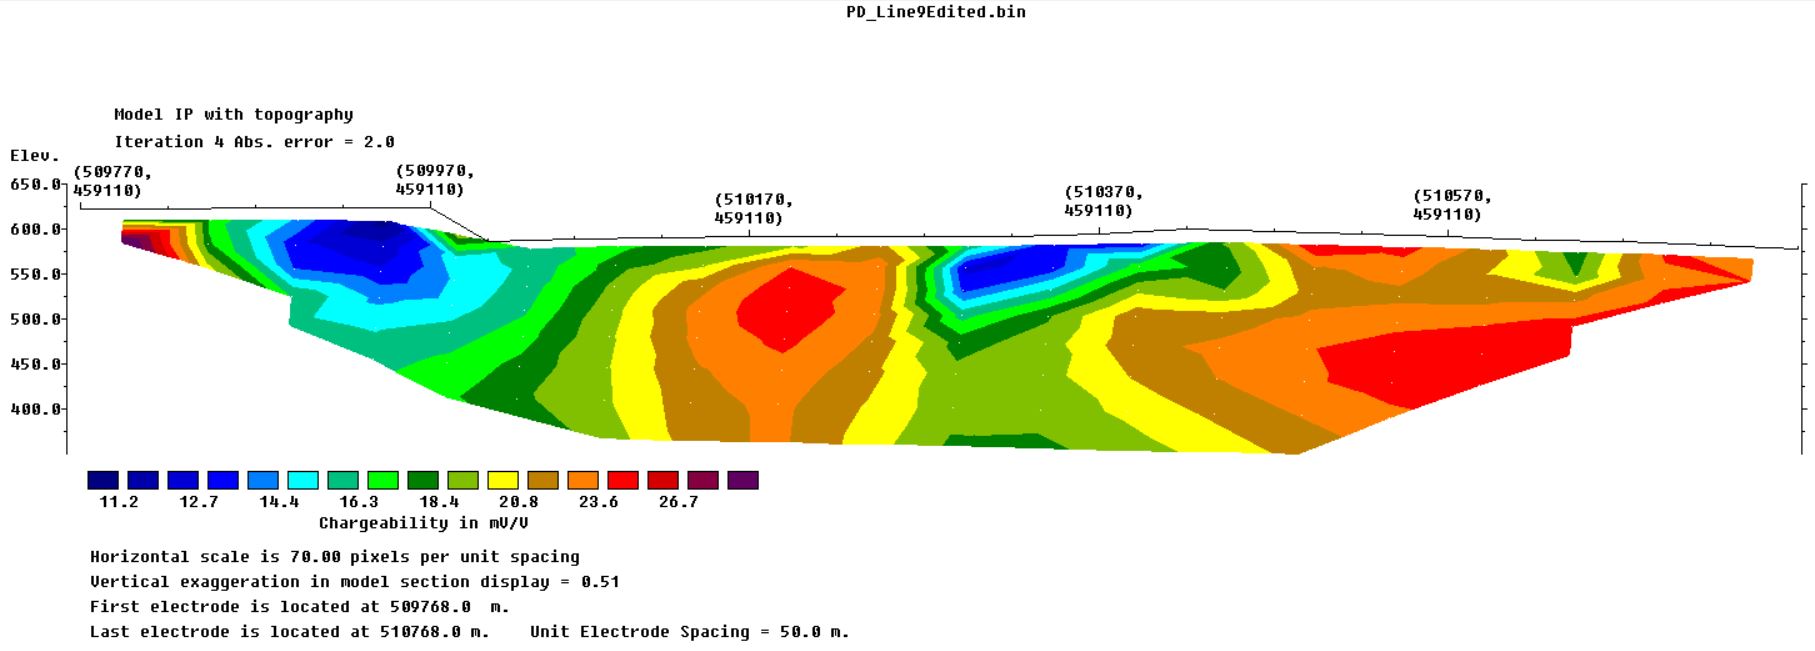 PD_Line9Edited.bin
Model IP with topography
Iteration 4 Abs. error = 2.0
Elev.
(509770,
459110)
(509970,
459110)
(510170,
459110)
(510370,
459110)
(510570,
459110)
650.0
600.0
550.0
500.0
450.0
400.0
11.2 12.7 14.4 16.3 18.4 20.8 23.6 26.7
Chargeability in mV/V
Horizontal scale is 70.00 pixels per unit spacing
Vertical exaggeration in model section display = 0.51
First electrode is located at 509768.0 m.
Last electrode is located at 510768.0 m. Unit Electrode Spacing = 50.0 m.